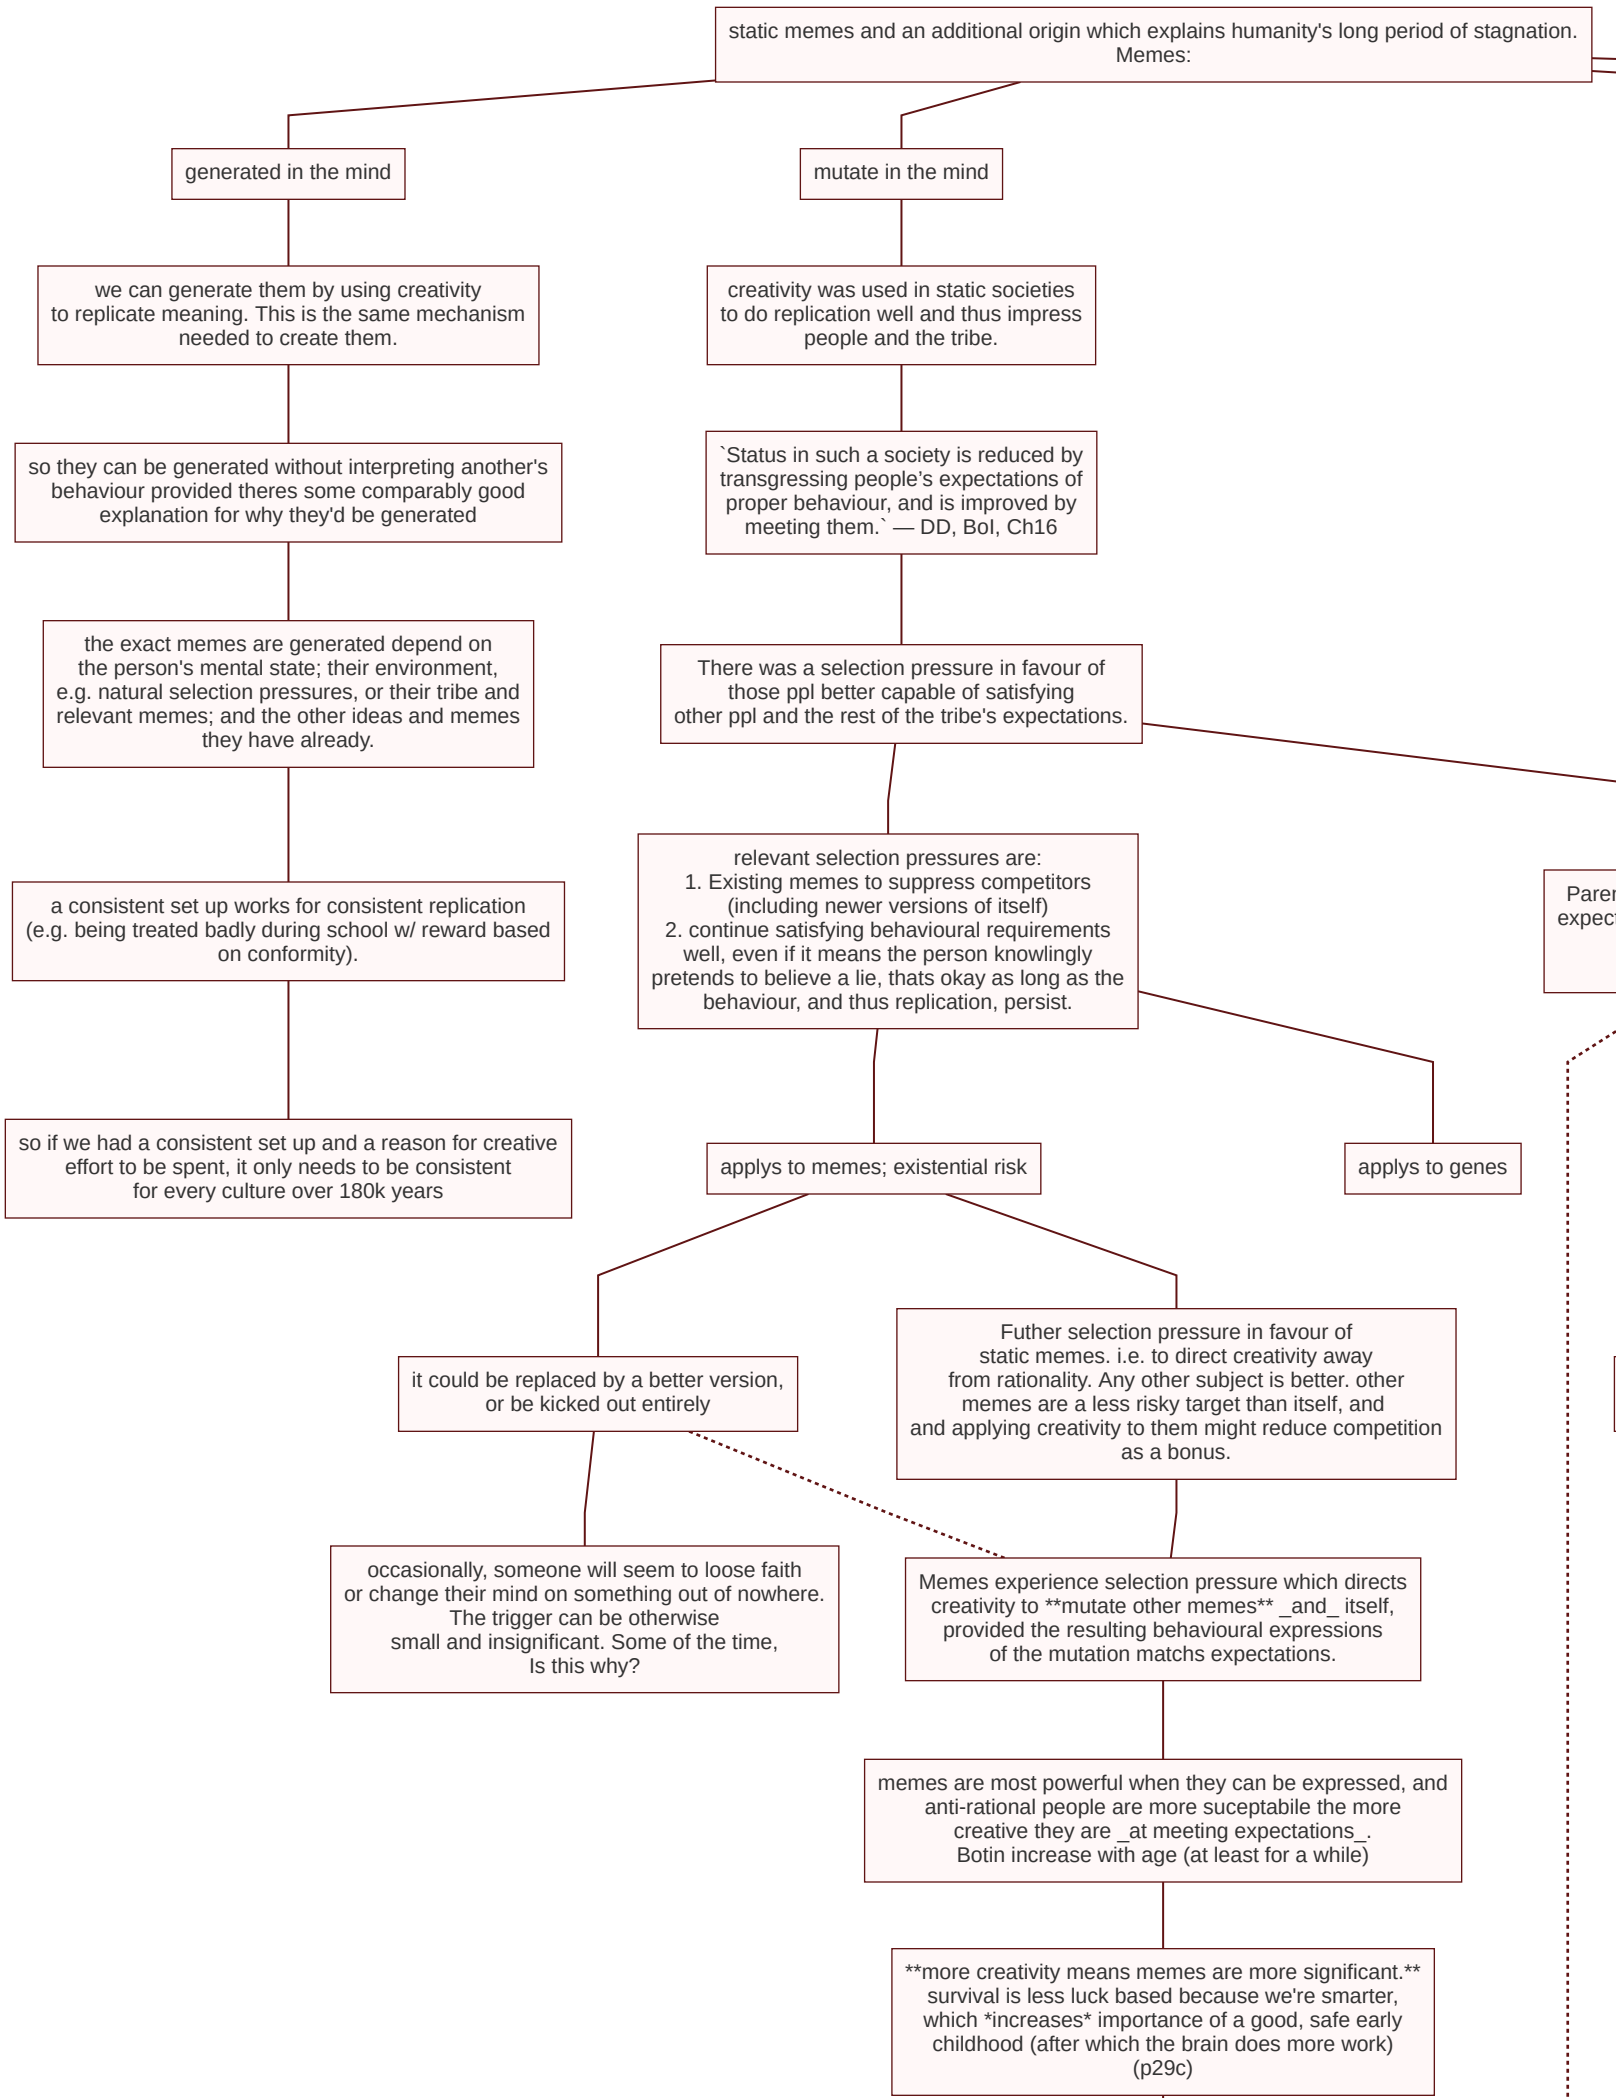 static memes and an additional origin which explains humanity's long period of stagnation.
Memes:
generated in the mind
mutate in the mind
we can generate them by using creativity
to replicate meaning. This is the same mechanism
needed to create them.
creativity was used in static societies
to do replication well and thus impress
people and the tribe.
so they can be generated without interpreting another's
behaviour provided theres some comparably good
explanation for why they'd be generated
`Status in such a society is reduced by
transgressing people’s expectations of
proper behaviour, and is improved by
meeting them.` — DD, BoI, Ch16
the exact memes are generated depend on
the person's mental state; their environment,
e.g. natural selection pressures, or their tribe and
relevant memes; and the other ideas and memes
they have already.
There was a selection pressure in favour of
those ppl better capable of satisfying
other ppl and the rest of the tribe's expectations.
a consistent set up works for consistent replication
(e.g. being treated badly during school w/ reward based
on conformity).
relevant selection pressures are:
1. Existing memes to suppress competitors
(including newer versions of itself)
2. continue satisfying behavioural requirements
well, even if it means the person knowlingly
pretends to believe a lie, thats okay as long as the
behaviour, and thus replication, persist.
Paren
expect
so if we had a consistent set up and a reason for creative
effort to be spent, it only needs to be consistent
for every culture over 180k years
applys to memes; existential risk
applys to genes
it could be replaced by a better version,
or be kicked out entirely
Futher selection pressure in favour of
static memes. i.e. to direct creativity away
from rationality. Any other subject is better. other
memes are a less risky target than itself, and
and applying creativity to them might reduce competition
as a bonus.
occasionally, someone will seem to loose faith
or change their mind on something out of nowhere.
The trigger can be otherwise
small and insignificant. Some of the time,
Is this why?
Memes experience selection pressure which directs
creativity to **mutate other memes** _and_ itself,
provided the resulting behavioural expressions
of the mutation matchs expectations.
memes are most powerful when they can be expressed, and
anti-rational people are more suceptabile the more
creative they are _at meeting expectations_.
Botin increase with age (at least for a while)
**more creativity means memes are more significant.**
survival is less luck based because we're smarter,
which *increases* importance of a good, safe early
childhood (after which the brain does more work)
(p29c)